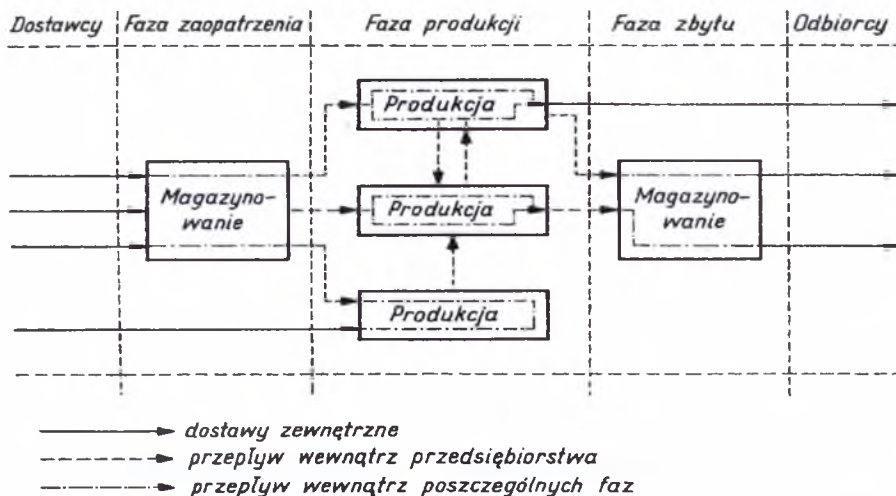 Dostawcy Faza zaopatrzenia Faza produkcji Faza zbytu Odbiorcy
Produkcja
Magazyno-
wanie
Produkcja
Magazyno-
wanie
Produkcja
dostawy zewnętrzne
przepływ wewnątrz przedsiębiorstwa
przepływ wewnątrz poszczególnych faz